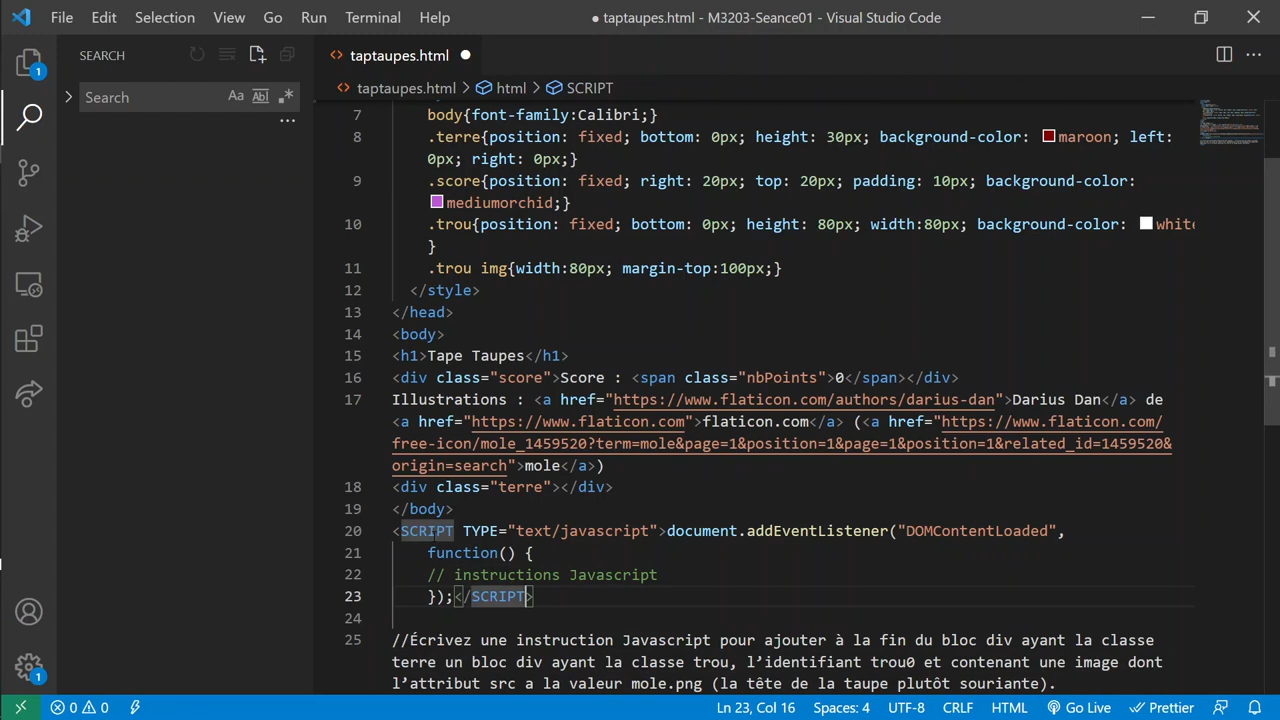 File Edit Selection View Go Run Terminal Help
● taptaupes.html - M3203-Seance01 - Visual Studio Code
SEARCH
taptaupes.html
taptaupes.html > html > SCRIPT
Search
Aa Ab
7 body{font-family:Calibri;}
8 .terre{position: fixed; bottom: 0px; height: 30px; background-color: maroon; left:
0px; right: 0px;}
9 .score{position: fixed; right: 20px; top: 20px; padding: 10px; background-color:
mediumorchid;}
10 .trou{position: fixed; bottom: 0px; height: 80px; width:80px; background-color: white
}
11 .trou img{width:80px; margin-top:100px;}
12 </style>
13 </head>
14 <body>
15 <h1>Tape Taupes</h1>
16 <div class="score">Score : <span class="nbPoints">0</span></div>
17 Illustrations : <a href="https://www.flaticon.com/authors/darius-dan">Darius Dan</a> de
<a href="https://www.flaticon.com">flaticon.com</a> (<a href="https://www.flaticon.com/
free-icon/mole_1459520?term=mole&page=1&position=1&page=1&position=1&related_id=1459520&
origin=search">mole</a>)
18 <div class="terre"></div>
19 </body>
20 <SCRIPT TYPE="text/javascript">document.addEventListener("DOMContentLoaded",
21 function() {
22 // instructions Javascript
23 });</SCRIPT>
24
25 //Écrivez une instruction Javascript pour ajouter à la fin du bloc div ayant la classe
terre un bloc div ayant la classe trou, l’identifiant trou0 et contenant une image dont
l’attribut src a la valeur mole.png (la tête de la taupe plutôt souriante).
1
1
0 0 Ln 23, Col 16 Spaces: 4 UTF-8 CRLF HTML Go Live Prettier